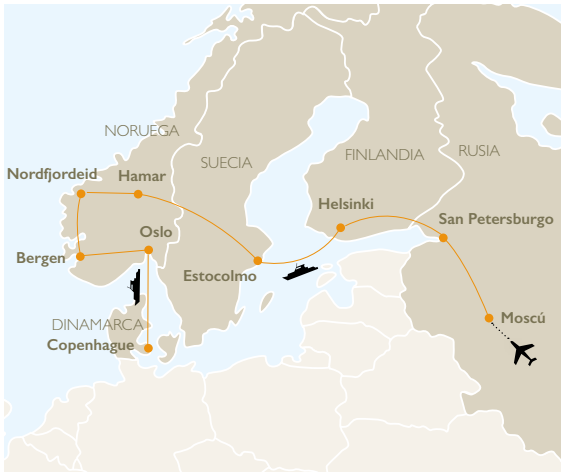 NORUEGA
SUECIA
FINLANDIA
RUSIA
Nordfjordeid
Hamar
Helsinki
San Petersburgo
Oslo
Bergen
Estocolmo
Moscú
DINAMARCA
Copenhague